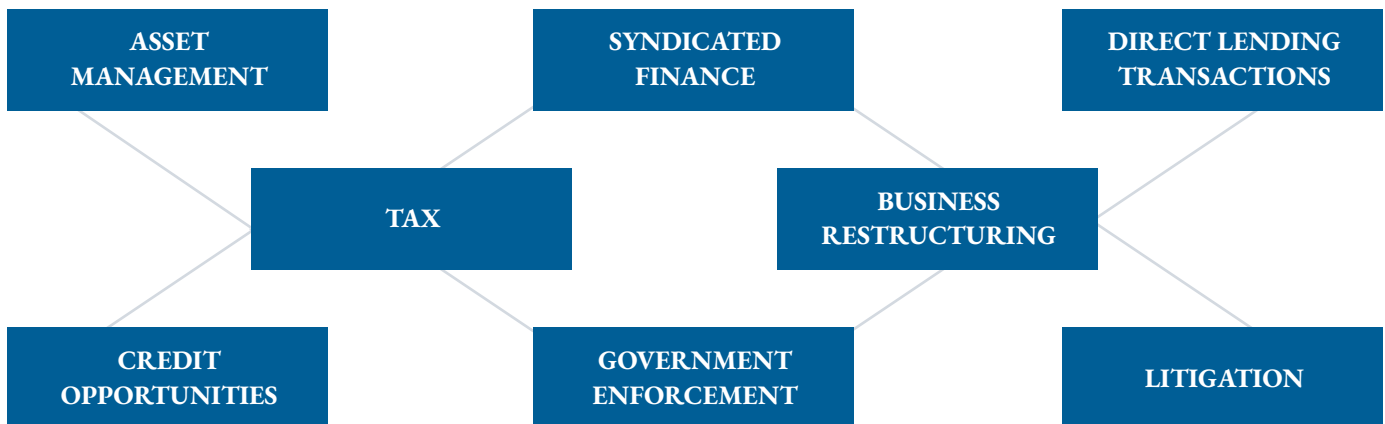 ASSET
MANAGEMENT
SYNDICATED
FINANCE
DIRECT LENDING
TRANSACTIONS
TAX
BUSINESS
RESTRUCTURING
CREDIT
OPPORTUNITIES
GOVERNMENT
ENFORCEMENT
LITIGATION